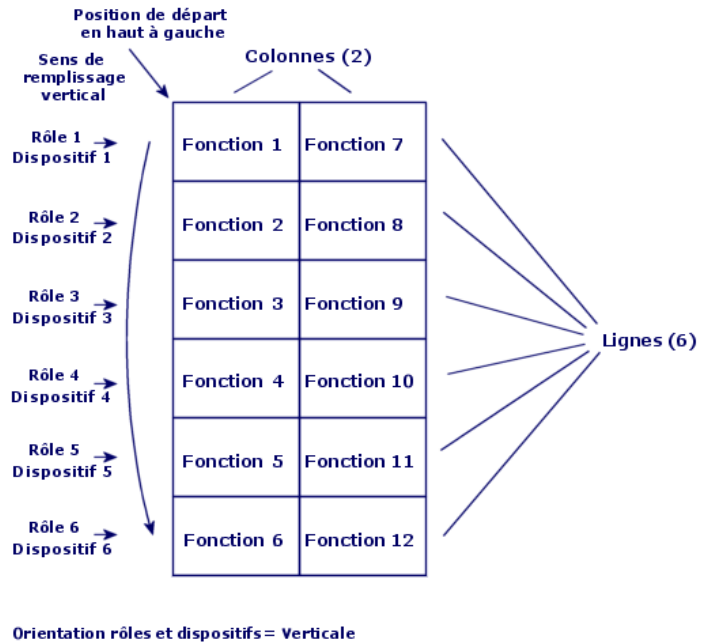 Position de départ
en haut à gauche
Colonnes (2)
Sens de
remplissage
vertical
Rôle 1
Dispositif 1
Fonction 1
Fonction 7
Rôle 2
Dispositif 2
Fonction 2
Fonction 8
Rôle 3
Dispositif 3
Fonction 3
Fonction 9
Lignes (6)
Rôle 4
Dispositif 4
Fonction 4
Fonction 10
Rôle 5
Dispositif 5
Fonction 5
Fonction 11
Rôle 6
Dispositif 6
Fonction 6
Fonction 12
Orientation rôles et dispositifs = Verticale